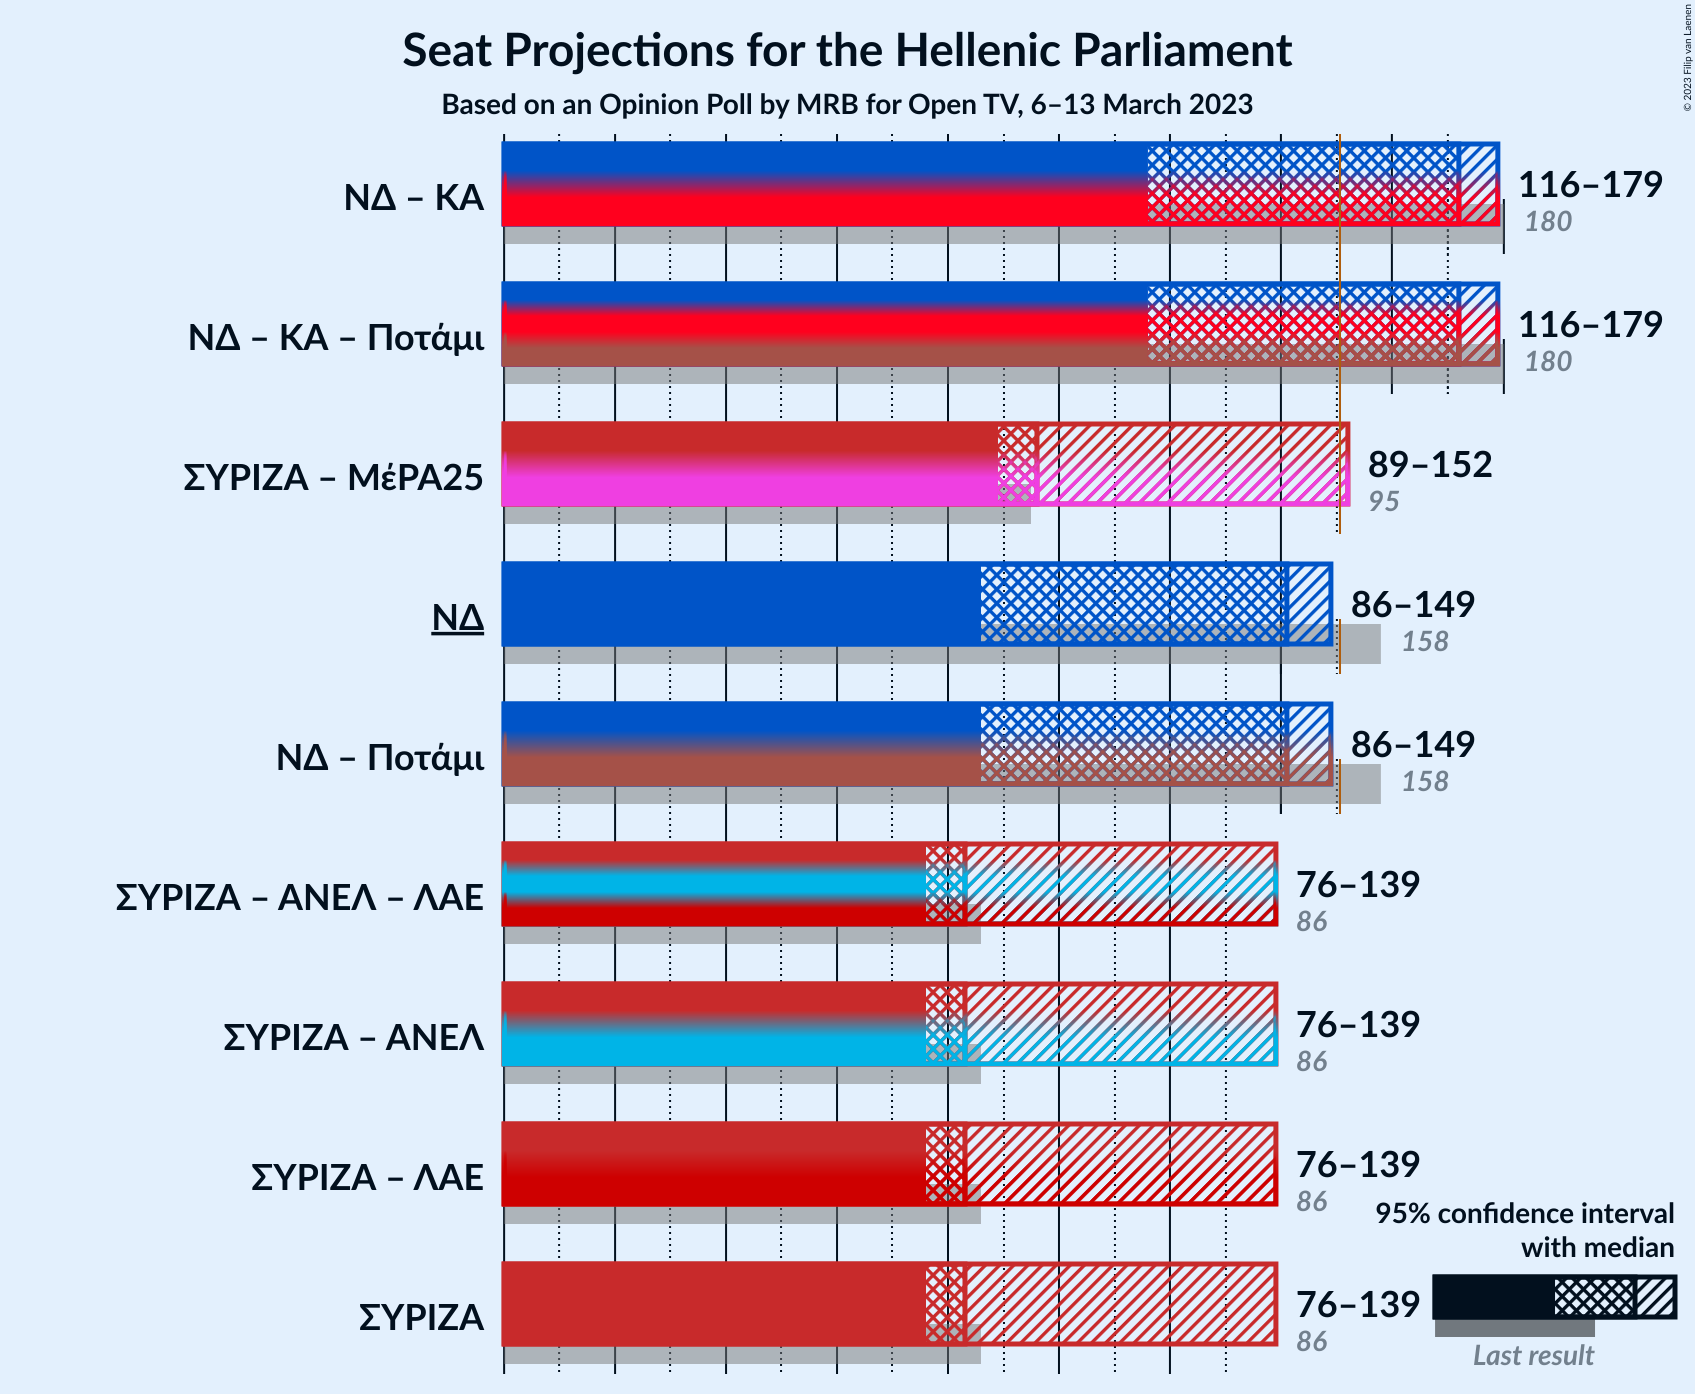 Seat Projections for the Hellenic Parliament
Based on an Opinion Poll by MRB for Open TV, 6–13 March 2023
© 2023 Filip van Laenen
ΝΔ – ΚΑ
116–179
180
ΝΔ – ΚΑ – Ποτάμι
116–179
180
ΣΥΡΙΖΑ – ΜέΡΑ25
89–152
95
ΝΔ
86–149
158
ΝΔ – Ποτάμι
86–149
158
ΣΥΡΙΖΑ – ΑΝΕΛ – ΛΑΕ
76–139
86
ΣΥΡΙΖΑ – ΑΝΕΛ
76–139
86
ΣΥΡΙΖΑ – ΛΑΕ
76–139
86
ΣΥΡΙΖΑ
76–139
86
95% confidence interval
with median
Last result